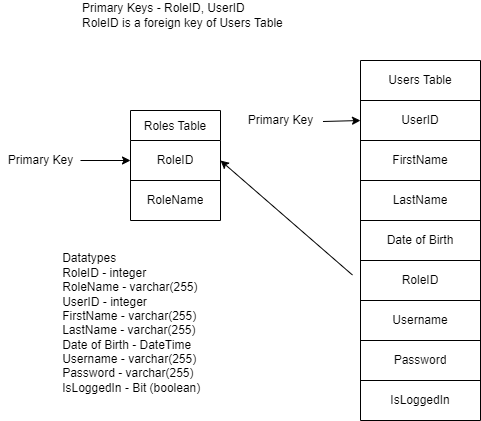 Primary Keys - RoleID, UserID
RoleID is a foreign key of Users Table
Users Table
Roles Table
Primary Key
UserID
Primary Key
RoleID
FirstName
RoleName
LastName
Date of Birth
RoleID
Username
Password
IsLoggedIn
Datatypes
RoleID - integer
RoleName - varchar(255)
UserID - integer
FirstName - varchar(255)
LastName - varchar(255)
Date of Birth - DateTime
Username - varchar(255)
Password - varchar(255)
IsLoggedIn - Bit (boolean)